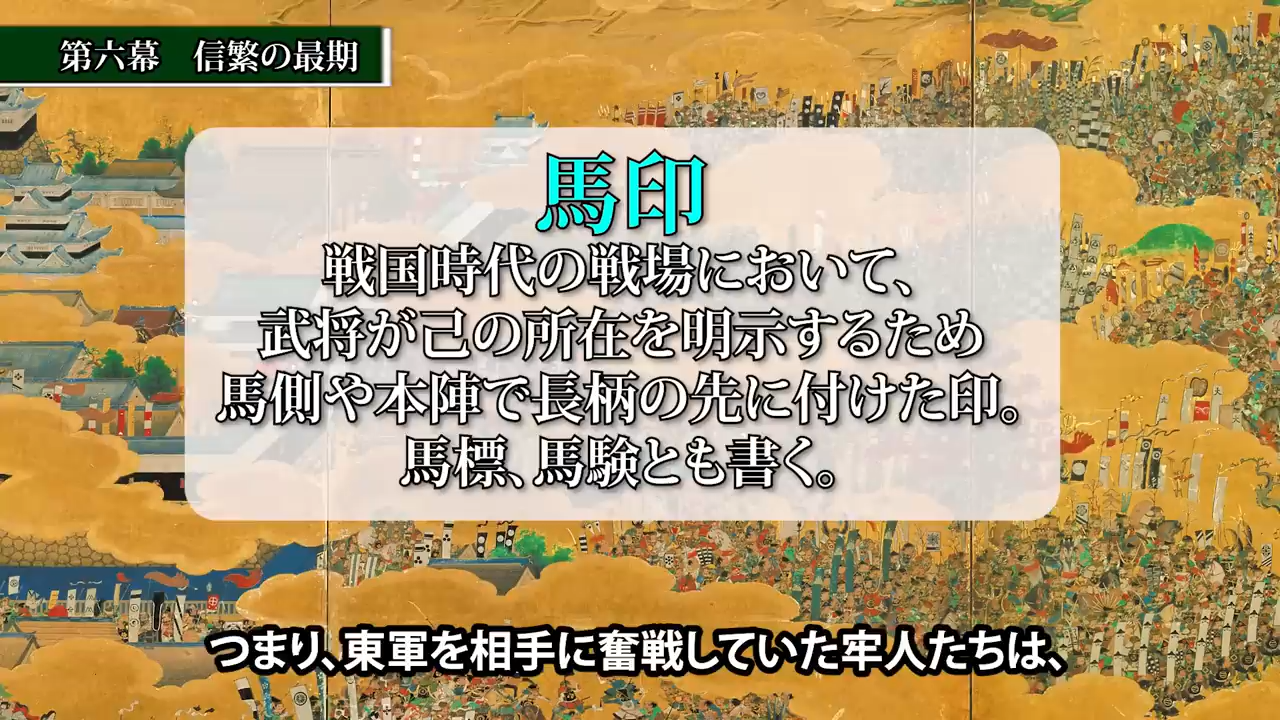 第六幕　信繁の最期
馬印
戦国時代の戦場において、
武将が己の所在を明示するため
馬側や本陣で長柄の先に付けた印。
馬標、馬験とも書く。
つまり、東軍を相手に奮戦していた牢人たちは、